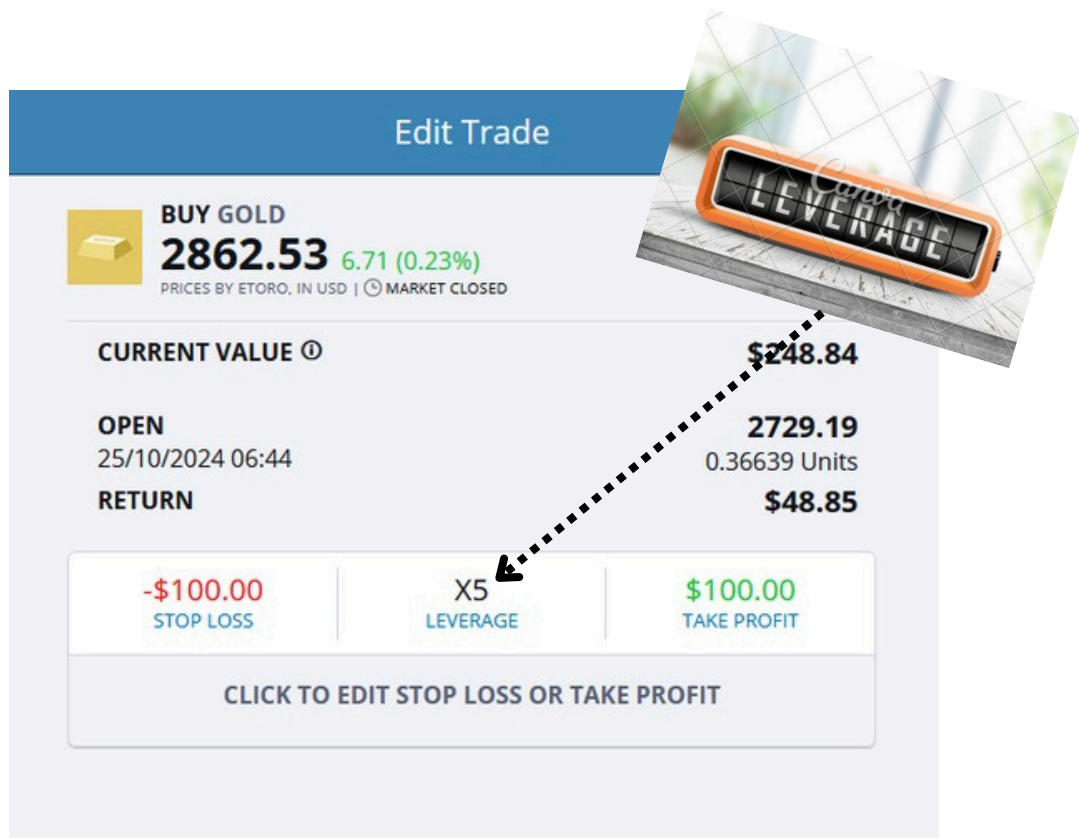 Edit Trade
Canva
LEVERAGE
BUY GOLD
2862.53 6.71 (0.23%)
PRICES BY ETORO, IN USD | MARKET CLOSED
CURRENT VALUE $248.84
OPEN 2729.19
25/10/2024 06:44 0.36639 Units
RETURN $48.85
-$100.00 X5 $100.00
STOP LOSS LEVERAGE TAKE PROFIT
CLICK TO EDIT STOP LOSS OR TAKE PROFIT